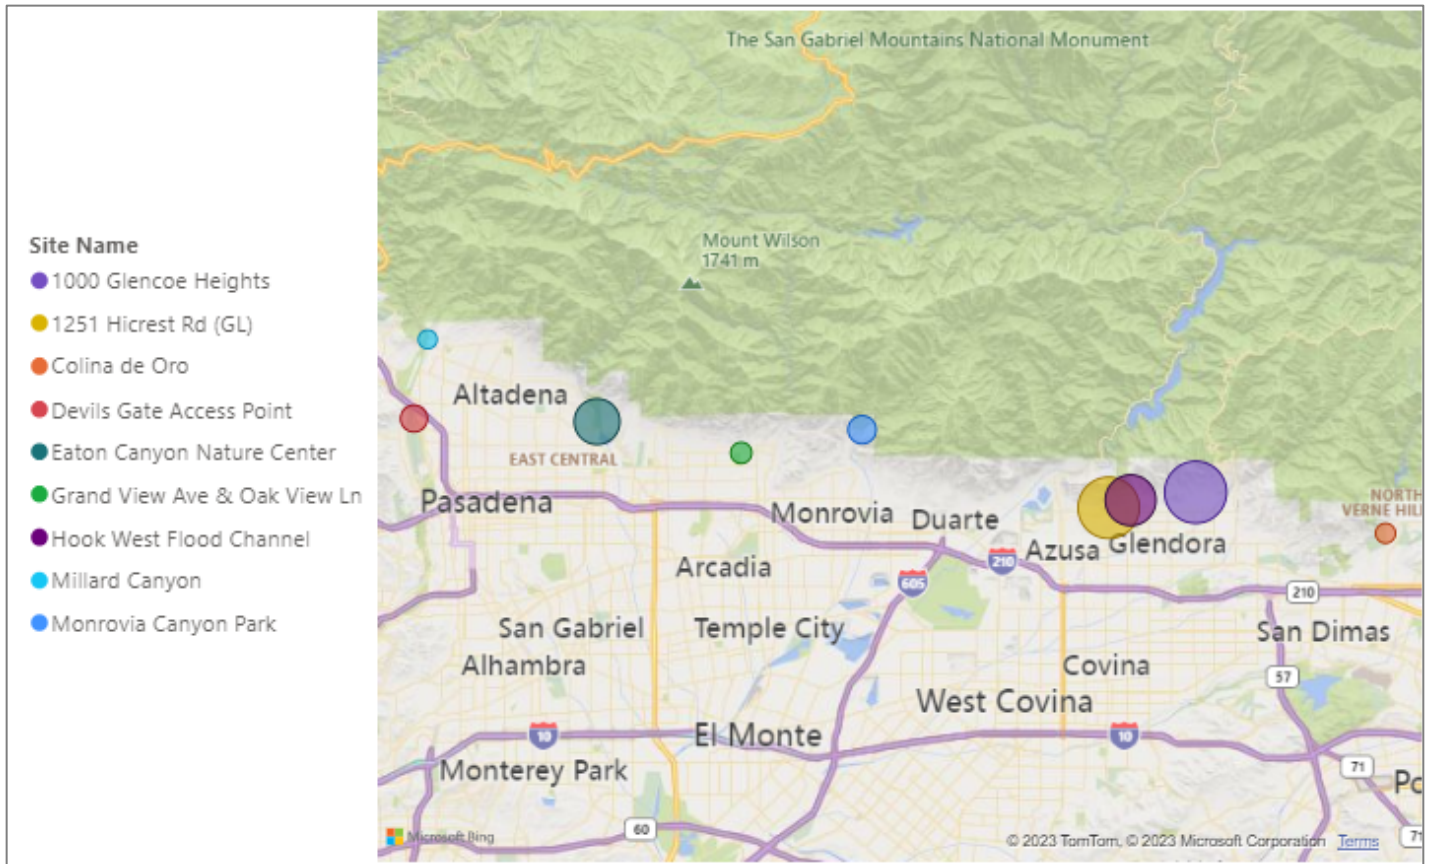 Site Name
1000 Glencoe Heights
1251 Hicrest Rd (GL)
Colina de Oro
Devils Gate Access Point
Eaton Canyon Nature Center
Grand View Ave & Oak View Ln
Hook West Flood Channel
Millard Canyon
Monrovia Canyon Park
The San Gabriel Mountains National Monument
Mount Wilson
1741 m
Altadena
EAST CENTRAL
Pasadena
NORTH
VERNE HILL
Monrovia
Duarte
Azusa
Glendora
Arcadia
210
605
210
San Gabriel
Temple City
San Dimas
Alhambra
Covina
57
West Covina
10
El Monte
10
Monterey Park
71
Po
60
Microsoft Bing
© 2023 TomTom, © 2023 Microsoft Corporation Terms
71